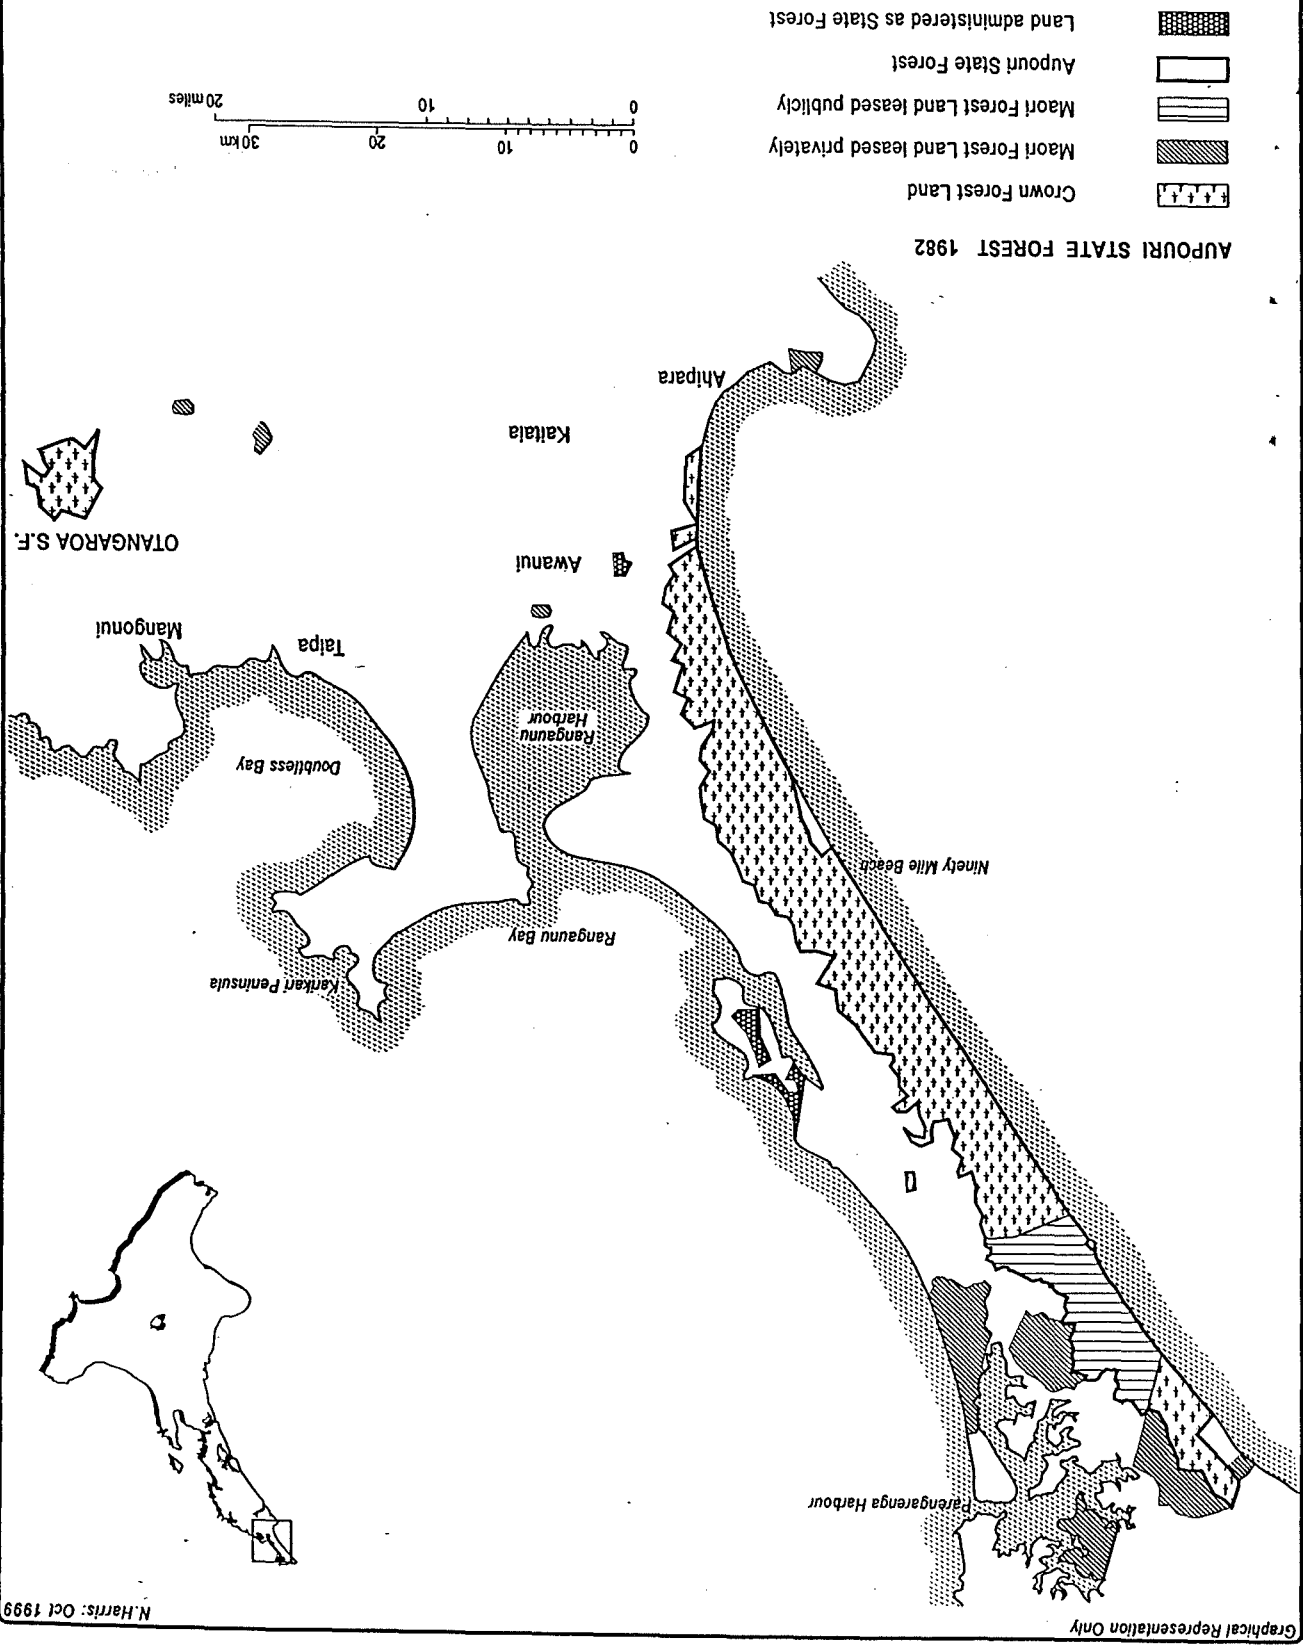 Graphical Representation Only
N.Harris: Oct 1999
Parengarenga Harbour
Karikari Peninsula
Rangaunu Bay
Ninety Mile Beach
Doubtless Bay
Rangaunu
Harbour
Taipa
Mangonui
Awanui
OTANGAROA S.F.
Kaitaia
Ahipara
AUPOURI STATE FOREST 1982
Crown Forest Land
Maori Forest Land leased privately
Maori Forest Land leased publicly
Aupouri State Forest
Land administered as State Forest
0 10 20 30 km
0 10 20 miles